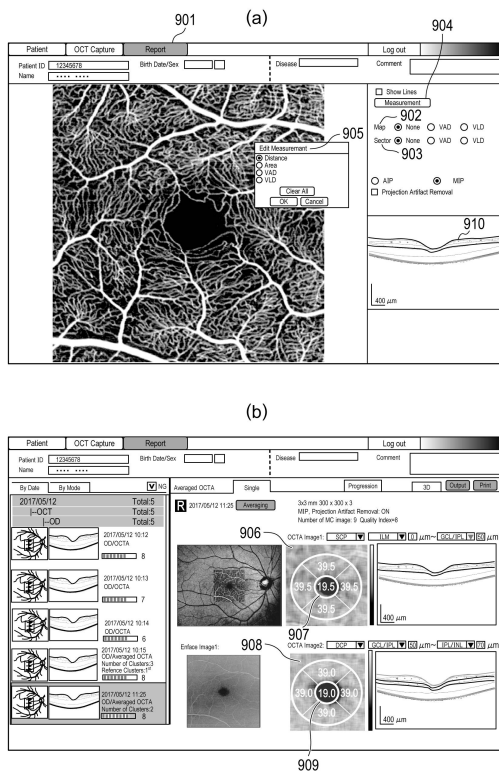 (a)
901
904
Patient OCT Capture Report Log out
Patient ID 12345678 Birth Date/Sex Disease Comment
Name
Show Lines
Measurement
902
Map None VAD VLD
Sector None VAD VLD
903
905
Edit Measurement
Distance
Area
VAD
VLD
Clear All
OK Cancel
AIP MIP
Projection Artifact Removal
910
400 μm
(b)
Patient OCT Capture Report Log out
Patient ID 12345678 Birth Date/Sex Disease Comment
Name
By Date By Mode NG
Averaged OCTA Single Progression 3D Output Print
2017/05/12 Total:5
|--OCT Total:5
|--OD Total:5
2017/05/12 10:12
OD/OCTA
8
2017/05/12 10:13
OD/OCTA
7
2017/05/12 10:14
OD/OCTA
6
2017/05/12 10:15
OD/Averaged OCTA
Number of Clusters:3
8
2017/05/12 11:25
OD/Averaged OCTA
Number of Clusters:2
8
R 2017/05/12 11:25 Averaging
3x3 mm 300 x 300 x 3
MIP, Projection Artifact Removal: ON
Number of MC image: 9 Quality Index=8
906
OCTA Image1: SCP ILM 0 μm~ GCL/IPL 50 μm
39.5
39.5 19.5 39.5
39.5
400 μm
907
908
Enface Image1:
OCTA Image2: DCP GCL/IPL 50 μm~ IPL/INL 70 μm
39.0
39.0 19.0 39.0
39.0
400 μm
909